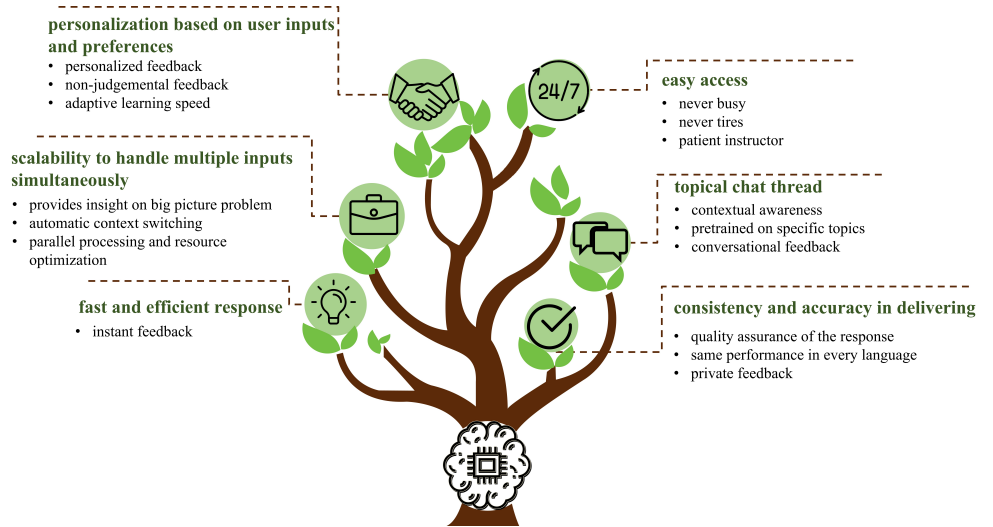 personalization based on user inputs
and preferences
• personalized feedback
• non-judgemental feedback
• adaptive learning speed
scalability to handle multiple inputs
simultaneously
• provides insight on big picture problem
• automatic context switching
• parallel processing and resource
optimization
fast and efficient response
• instant feedback
24/7
easy access
• never busy
• never tires
• patient instructor
topical chat thread
• contextual awareness
• pretrained on specific topics
• conversational feedback
consistency and accuracy in delivering
• quality assurance of the response
• same performance in every language
• private feedback